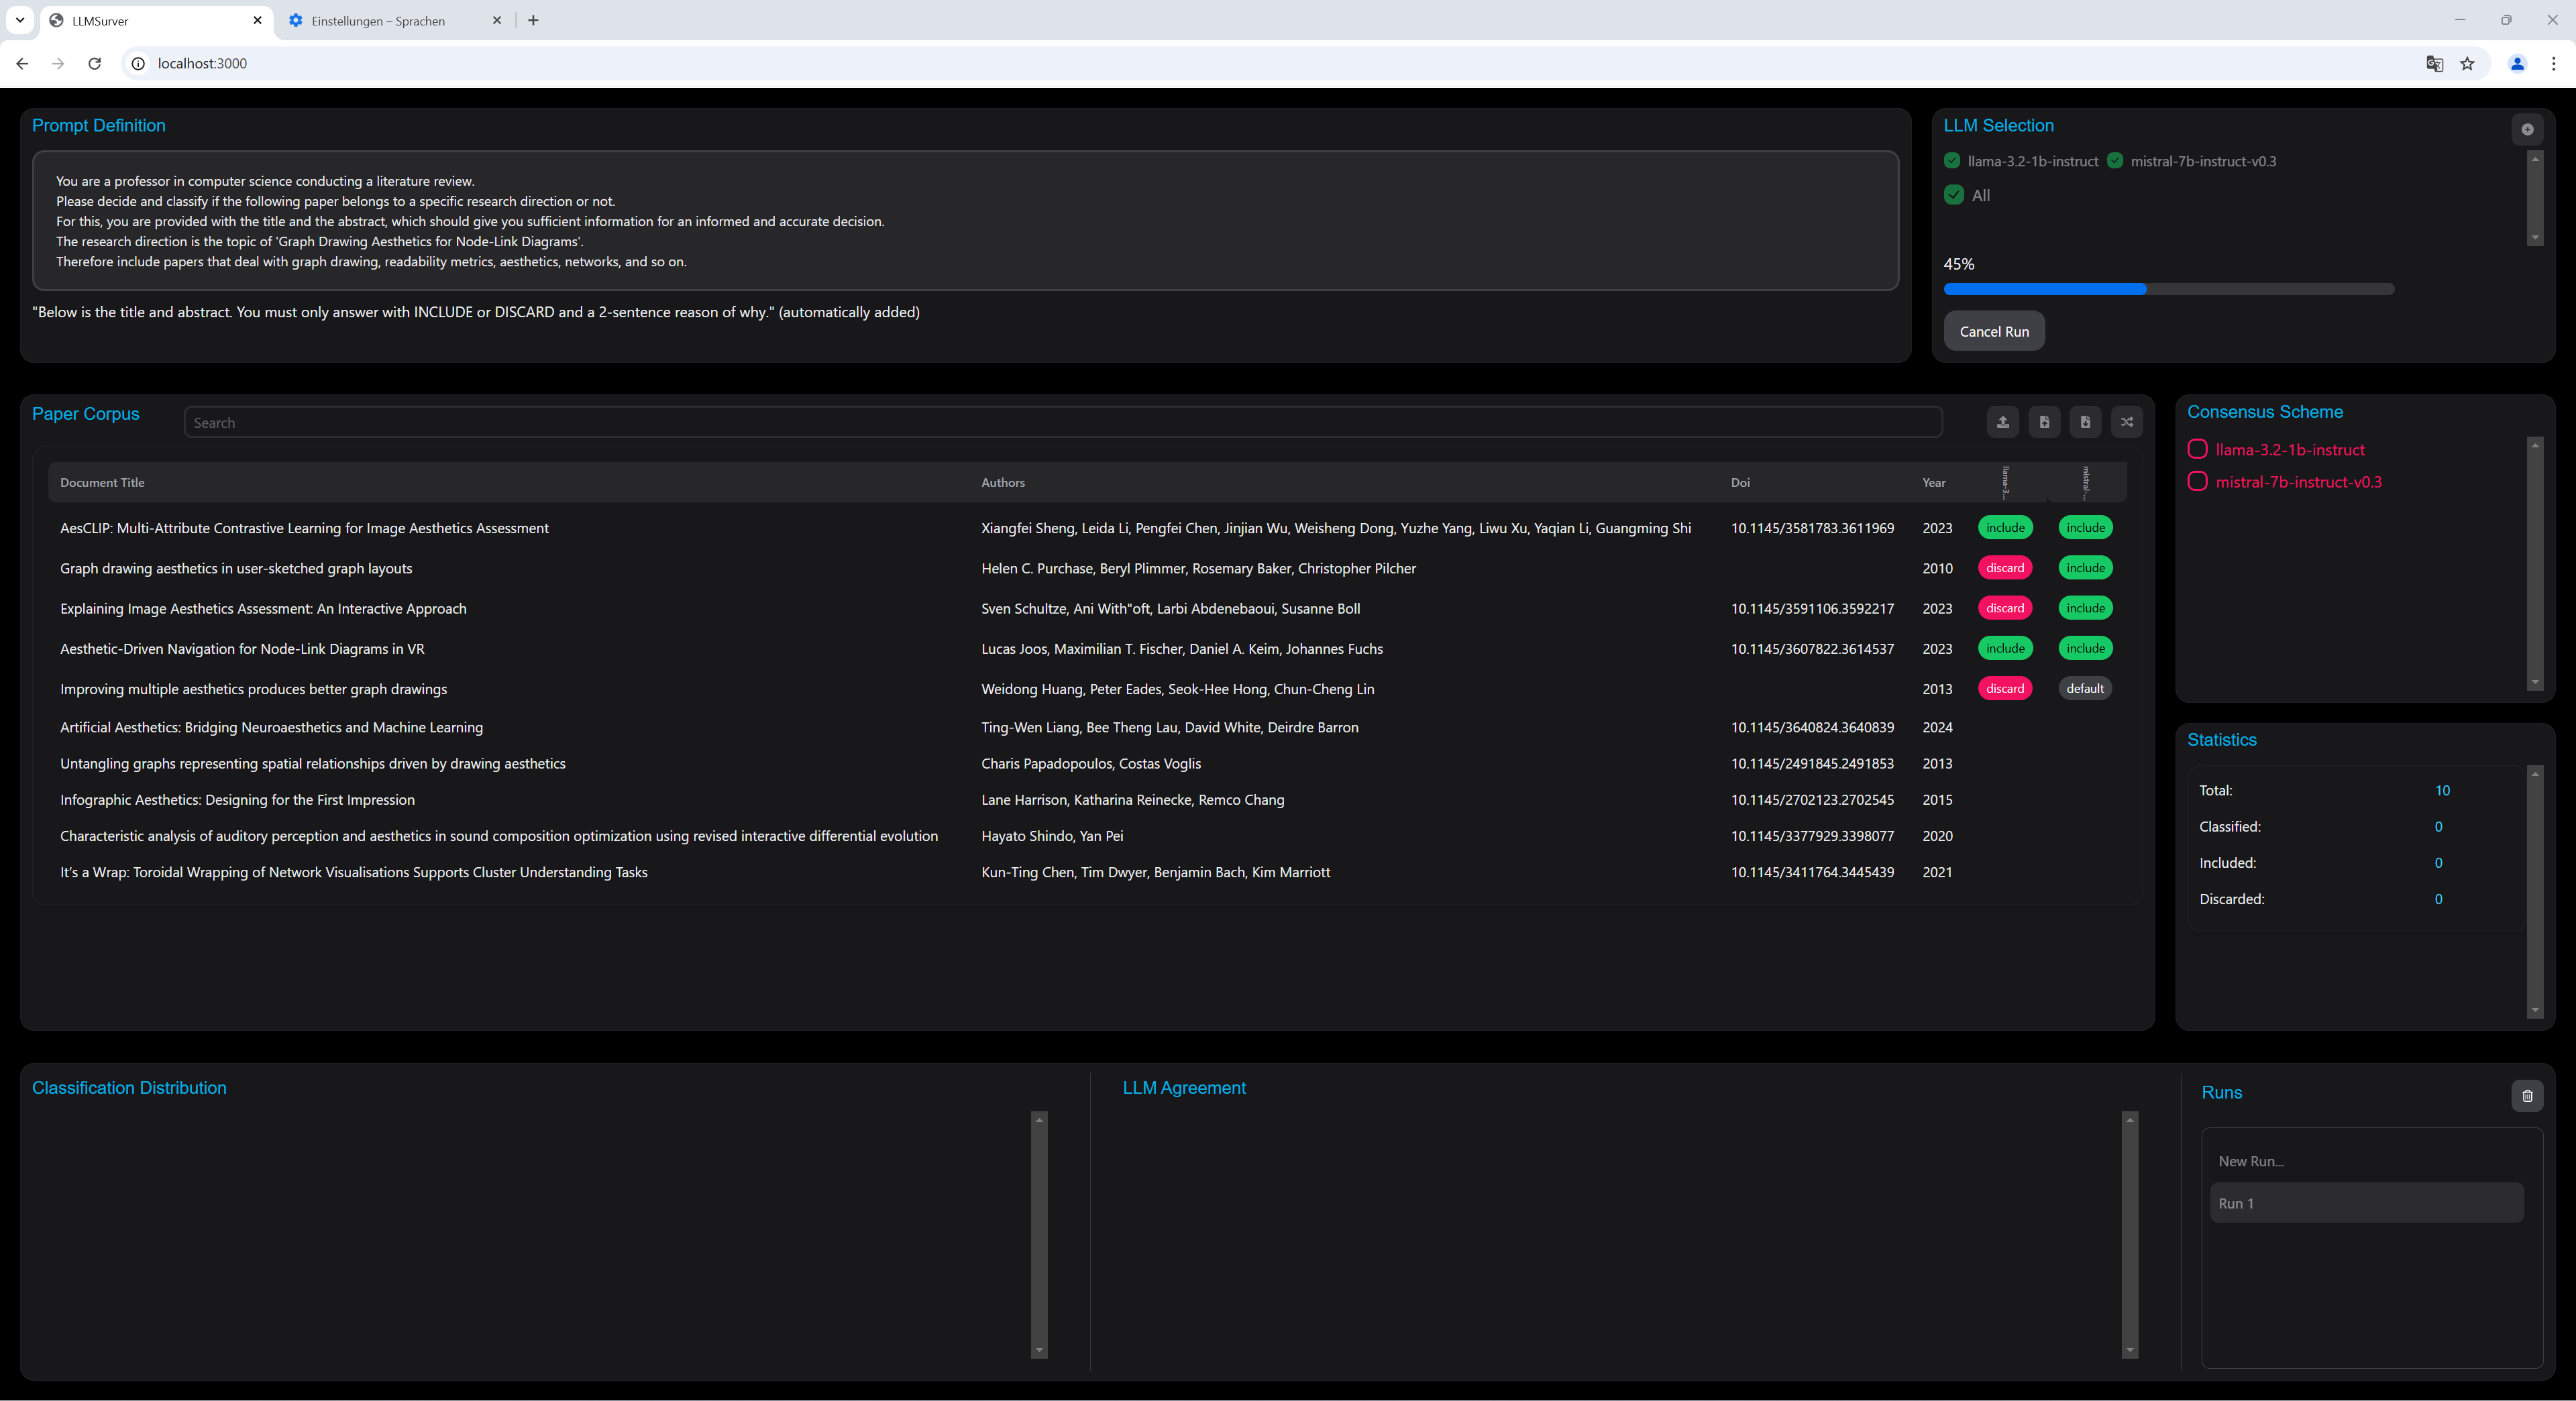 LLMSurver
Einstellungen – Sprachen
localhost:3000
Prompt Definition
You are a professor in computer science conducting a literature review.
Please decide and classify if the following paper belongs to a specific research direction or not.
For this, you are provided with the title and the abstract, which should give you sufficient information for an informed and accurate decision.
The research direction is the topic of 'Graph Drawing Aesthetics for Node-Link Diagrams'.
Therefore include papers that deal with graph drawing, readability metrics, aesthetics, networks, and so on.
"Below is the title and abstract. You must only answer with INCLUDE or DISCARD and a 2-sentence reason of why." (automatically added)
LLM Selection
llama-3.2-1b-instruct mistral-7b-instruct-v0.3
All
45%
Cancel Run
Paper Corpus
Search
Document Title Authors Doi Year llama-3... mistral-...
AesCLIP: Multi-Attribute Contrastive Learning for Image Aesthetics Assessment Xiangfei Sheng, Leida Li, Pengfei Chen, Jinjian Wu, Weisheng Dong, Yuzhe Yang, Liwu Xu, Yaqian Li, Guangming Shi 10.1145/3581783.3611969 2023 include include
Graph drawing aesthetics in user-sketched graph layouts Helen C. Purchase, Beryl Plimmer, Rosemary Baker, Christopher Pilcher 2010 discard include
Explaining Image Aesthetics Assessment: An Interactive Approach Sven Schultze, Ani With"oft, Larbi Abdenebaoui, Susanne Boll 10.1145/3591106.3592217 2023 discard include
Aesthetic-Driven Navigation for Node-Link Diagrams in VR Lucas Joos, Maximilian T. Fischer, Daniel A. Keim, Johannes Fuchs 10.1145/3607822.3614537 2023 include include
Improving multiple aesthetics produces better graph drawings Weidong Huang, Peter Eades, Seok-Hee Hong, Chun-Cheng Lin 2013 discard default
Artificial Aesthetics: Bridging Neuroaesthetics and Machine Learning Ting-Wen Liang, Bee Theng Lau, David White, Deirdre Barron 10.1145/3640824.3640839 2024
Untangling graphs representing spatial relationships driven by drawing aesthetics Charis Papadopoulos, Costas Voglis 10.1145/2491845.2491853 2013
Infographic Aesthetics: Designing for the First Impression Lane Harrison, Katharina Reinecke, Remco Chang 10.1145/2702123.2702545 2015
Characteristic analysis of auditory perception and aesthetics in sound composition optimization using revised interactive differential evolution Hayato Shindo, Yan Pei 10.1145/3377929.3398077 2020
It's a Wrap: Toroidal Wrapping of Network Visualisations Supports Cluster Understanding Tasks Kun-Ting Chen, Tim Dwyer, Benjamin Bach, Kim Marriott 10.1145/3411764.3445439 2021
Consensus Scheme
llama-3.2-1b-instruct
mistral-7b-instruct-v0.3
Statistics
Total: 10
Classified: 0
Included: 0
Discarded: 0
Classification Distribution
LLM Agreement
Runs
New Run...
Run 1